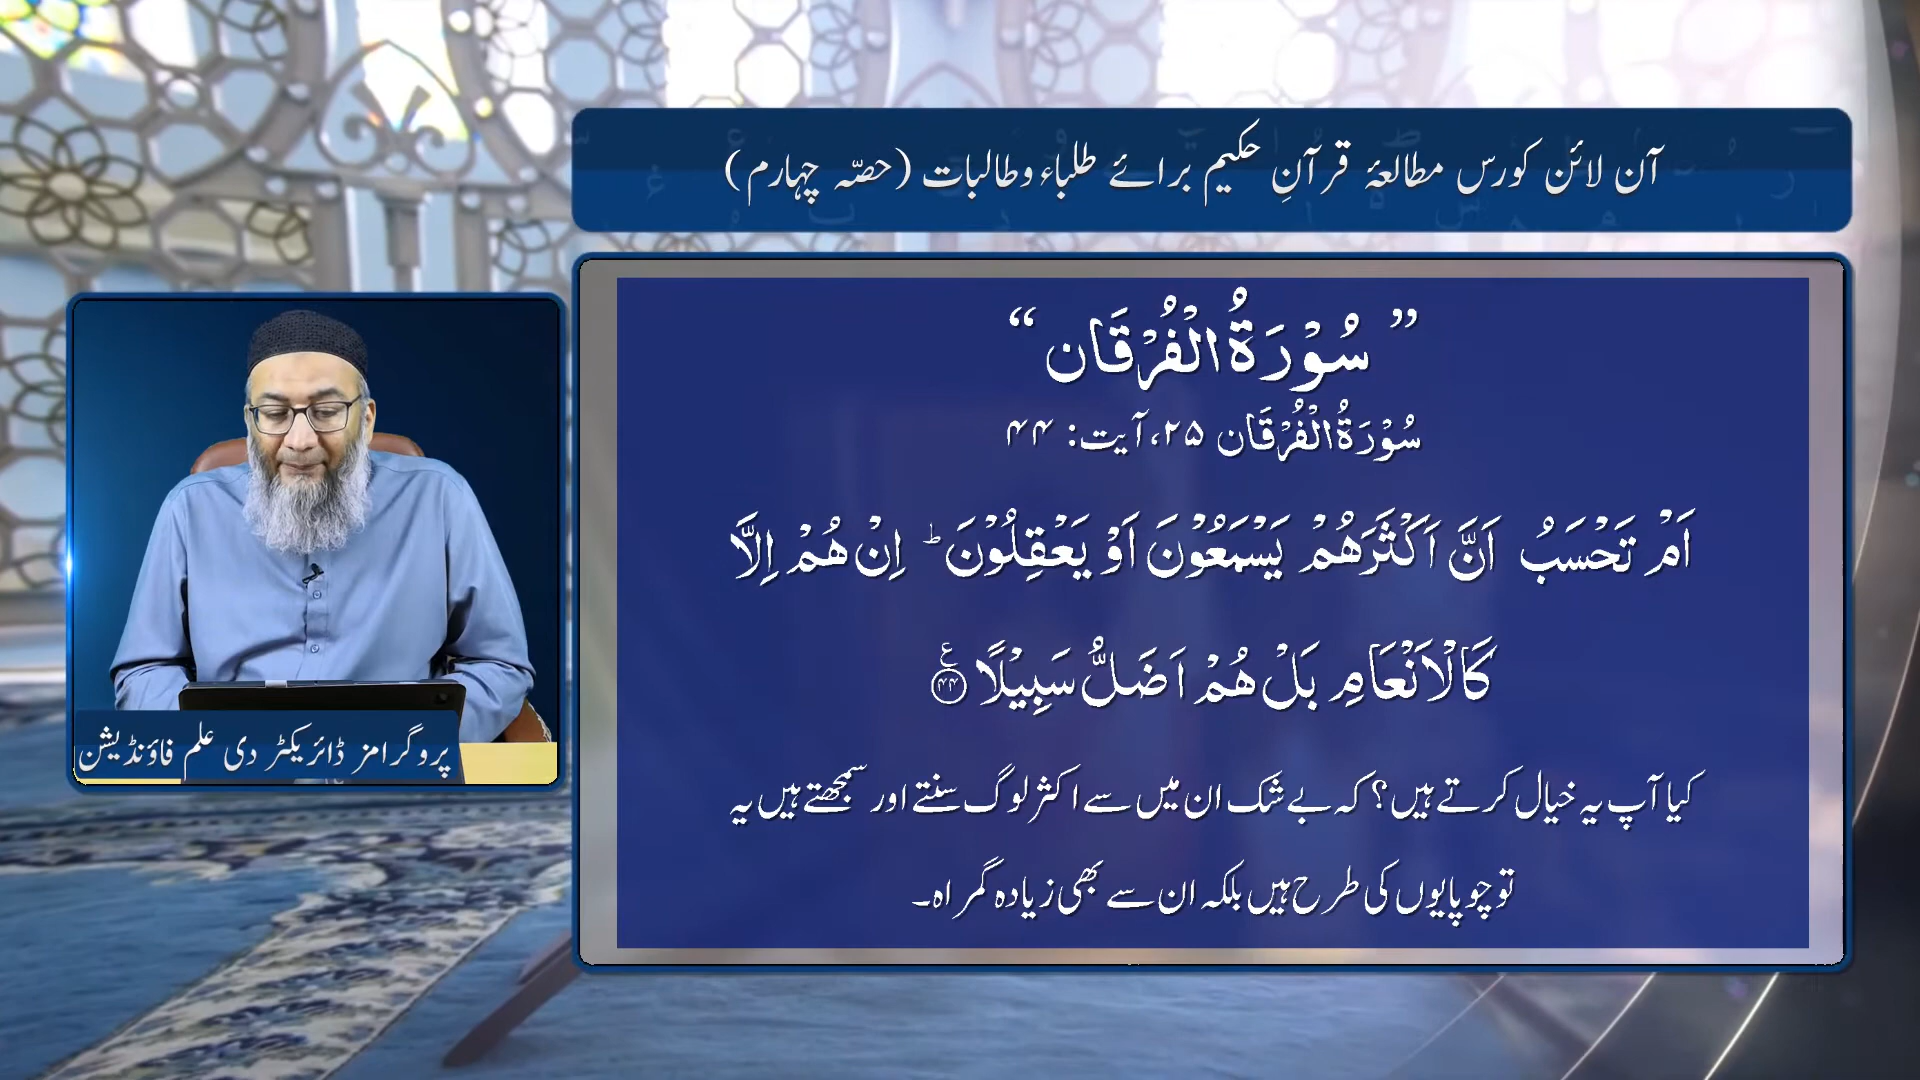 آن لائن کورس مطالعۂ قرآنِ حکیم برائے طلباء وطالبات (حصّہ چہارم)
” سُوْرَةُ الْفُرْقَان “
سُوْرَةُ الْفُرْقَان ۲۵، آیت: ۴۴
اَمْ تَحْسَبُ اَنَّ اَكْثَرَهُمْ يَسْمَعُوْنَ اَوْ يَعْقِلُوْنَ ؕ اِنْ هُمْ اِلَّا
كَالْاَنْعَامِ بَلْ هُمْ اَضَلُّ سَبِيْلًا ۴۴ ع
کیا آپ یہ خیال کرتے ہیں؟ کہ بے شک ان میں سے اکثر لوگ سنتے اور سمجھتے ہیں یہ
تو چوپایوں کی طرح ہیں بلکہ ان سے بھی زیادہ گمراہ۔
پروگرامز ڈائریکٹر دی علم فاؤنڈیشن